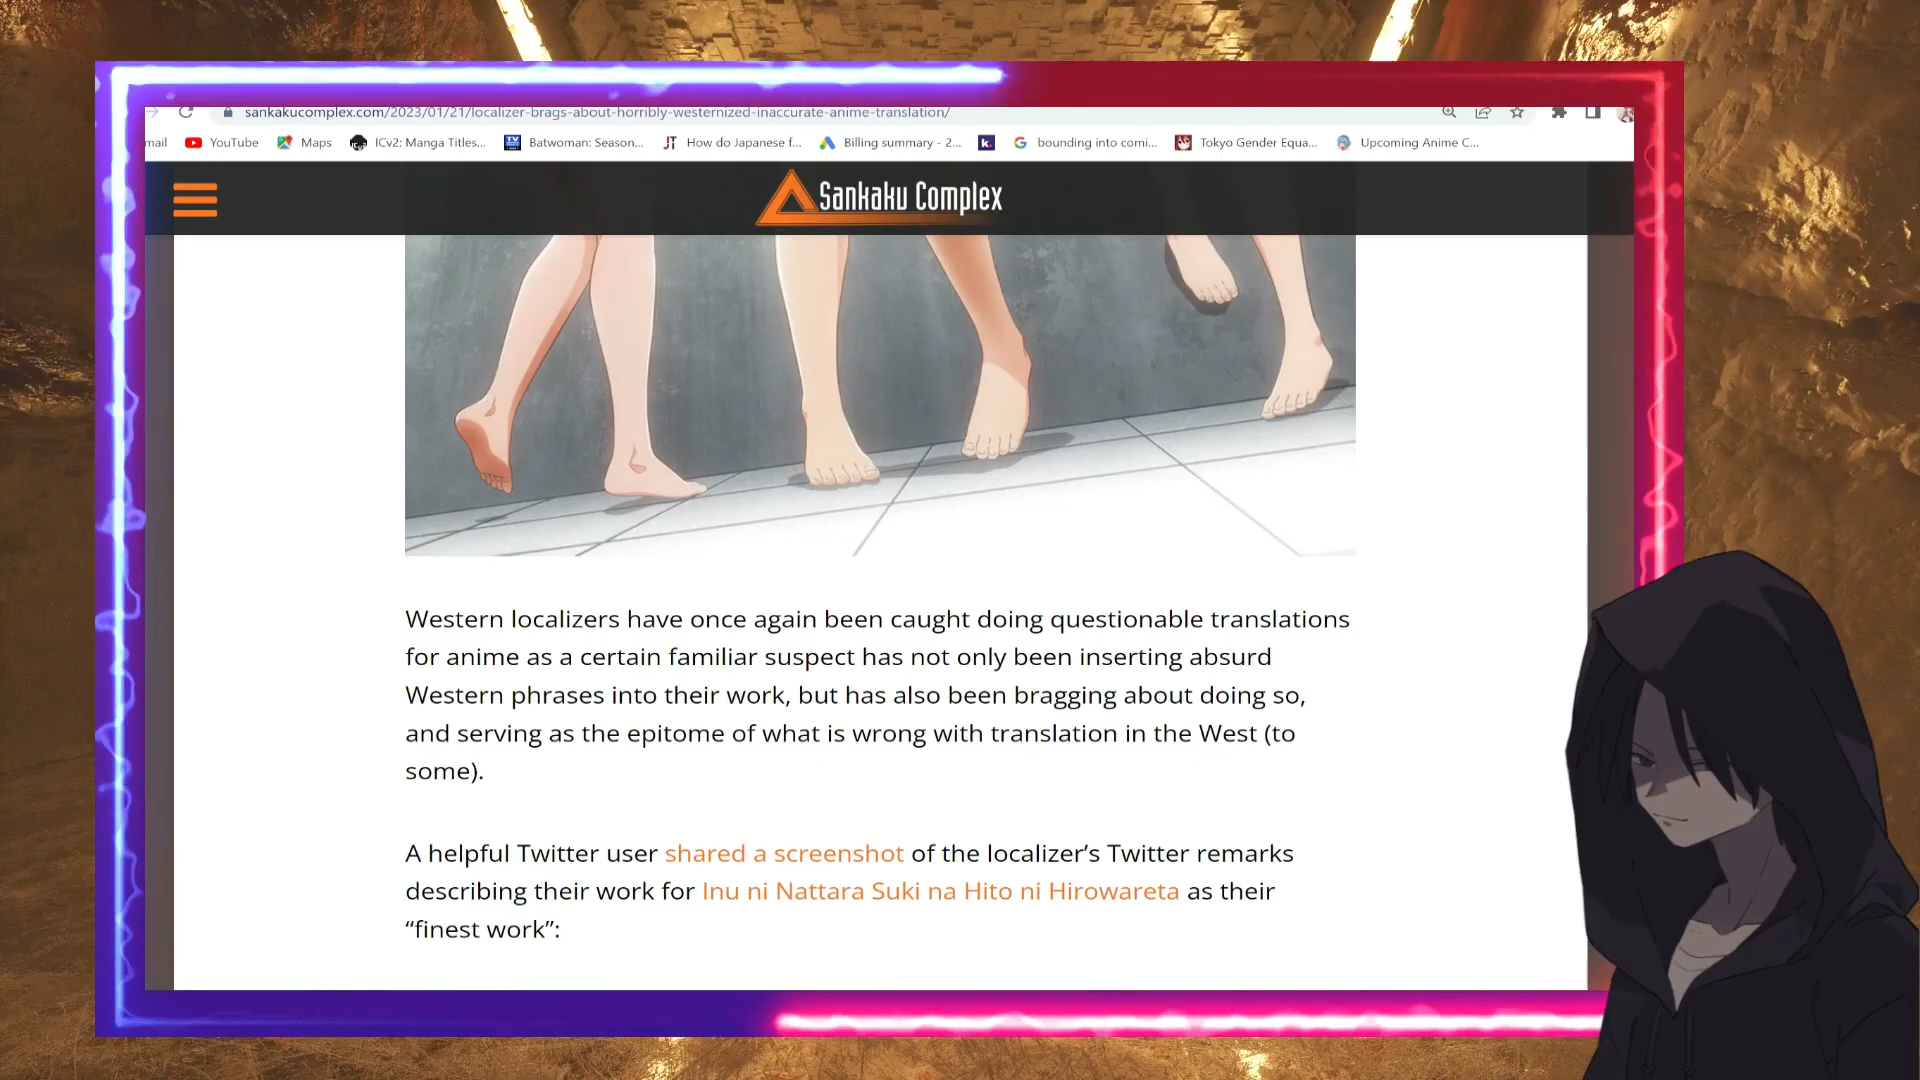 sankakucomplex.com/2023/01/21/localizer-brags-about-horribly-westernized-inaccurate-anime-translation/
mail YouTube Maps ICv2: Manga Titles... Batwoman: Season... How do Japanese f... Billing summary - 2... bounding into comi... Tokyo Gender Equa... Upcoming Anime C...
Sankaku Complex
Western localizers have once again been caught doing questionable translations
for anime as a certain familiar suspect has not only been inserting absurd
Western phrases into their work, but has also been bragging about doing so,
and serving as the epitome of what is wrong with translation in the West (to
some).
A helpful Twitter user shared a screenshot of the localizer’s Twitter remarks
describing their work for Inu ni Nattara Suki na Hito ni Hirowareta as their
“finest work”: